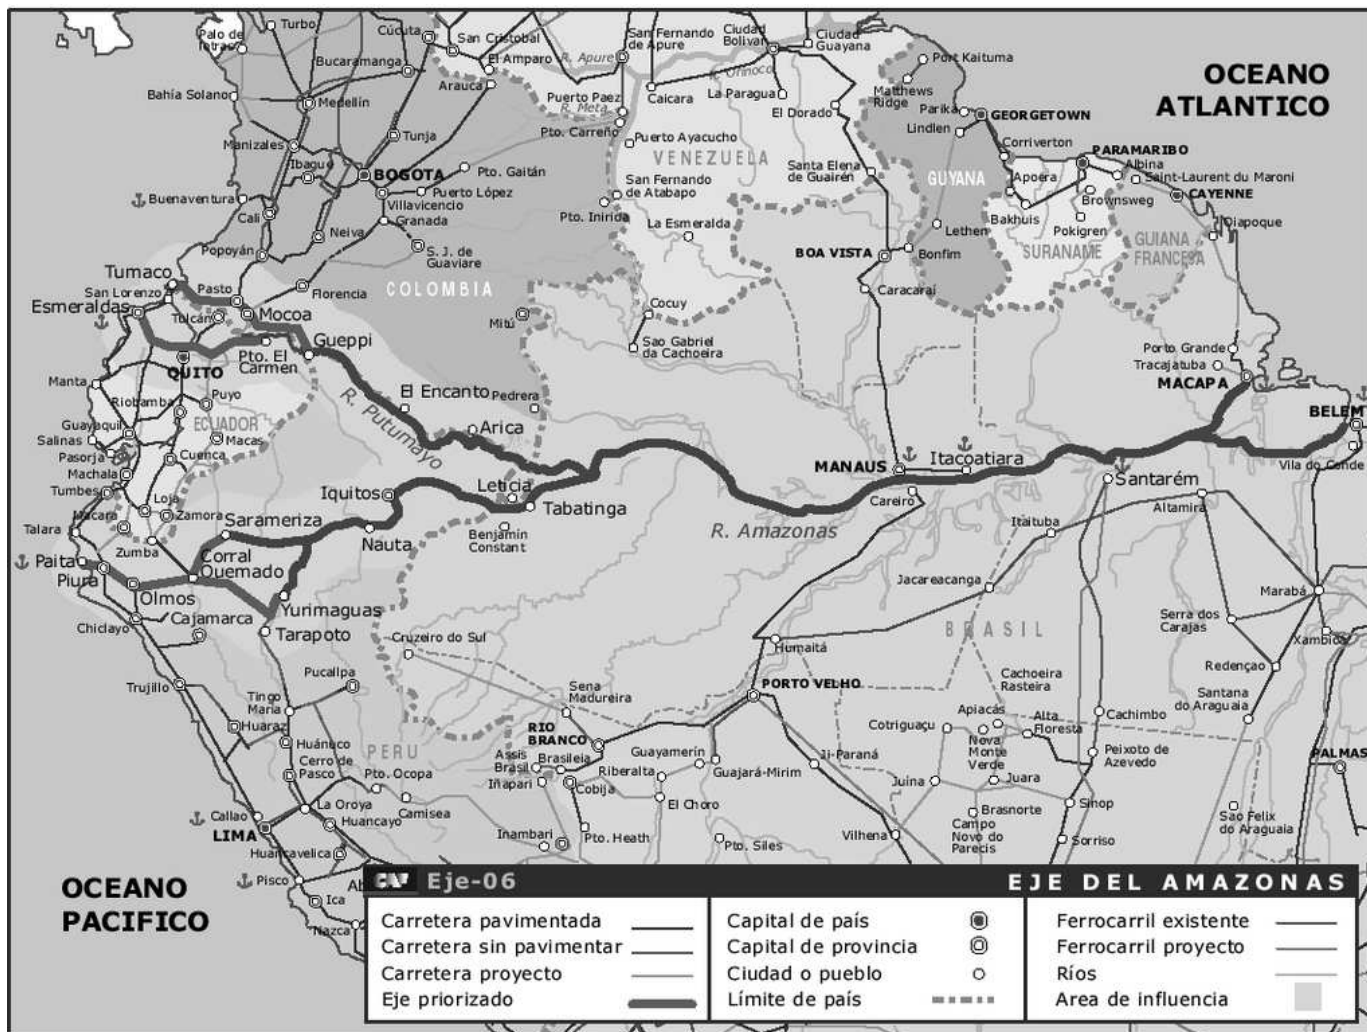 Turbo
Palo de
letras
Cúcuta
San Cristobal
El Amparo
Bucaramanga
Arauca
R. Apure
San Fernando
de Apure
Ciudad
Bolivar
Ciudad
Guayana
R. Orinoco
Port Kaituma
OCEANO
ATLANTICO
Bahía Solano
Medellín
Puerto Paez
R. Meta
Caicara
La Paragua
El Dorado
Matthews
Ridge
Parika
GEORGETOWN
Linden
Pto. Carreño
Tunja
Manizales
Ibague
BOGOTA
Pto. Gaitán
Puerto López
Villavicencio
Granada
Puerto Ayacucho
VENEZUELA
Santa Elena
de Guairén
GUYANA
Corriverton
PARAMARIBO
Albina
Apoera
Saint-Laurent du Maroni
CAYENNE
Brownsweg
Bakhuis
Pokigren
Oiapoque
Buenaventura
Cali
Neiva
Popoyán
S. J. de
Guaviare
San Fernando
de Atabapo
Pto. Inirida
La Esmeralda
BOA VISTA
Lethen
Bonfim
SURANAME
GUIANA
FRANCESA
Tumaco
San Lorenzo
Esmeraldas
Pasto
Tulcán
Mocoa
Florencia
COLOMBIA
Mitú
Cocuy
Caracaraí
Sao Gabriel
da Cachoeira
QUITO
Pto. El
Carmen
Gueppi
Porto Grande
Tracajatuba
MACAPA
Manta
Riobamba
Puyo
ECUADOR
Guayaquil
Salinas
Pasorja
Macas
Cuenca
Machala
Tumbes
R. Putumayo
El Encanto
Pedrera
Arica
BELEM
Vila do Conde
MANAUS
Itacoatiara
Santarém
Careiro
Altamira
Loja
Macara
Zamora
Talara
Zumba
Sarameriza
Iquitos
Leticia
Tabatinga
Nauta
Benjamin
Constant
R. Amazonas
Itaituba
Paita
Piura
Corral
Quemado
Olmos
Yurimaguas
Cajamarca
Tarapoto
Chiclayo
Jacareacanga
Marabá
Serra dos
Carajas
Xambioa
BRASIL
Cruzeiro do Sul
Humaitá
Redençao
Trujillo
Pucallpa
Tingo
Maria
Huaraz
Sena
Madureira
PORTO VELHO
Cachoeira
Rasteira
Santana
do Araguaia
PERU
RIO
BRANCO
Cotriguaçu
Apiacás
Alta
Floresta
Cachimbo
Nova
Monte
Verde
Peixoto de
Azevedo
PALMAS
Huánuco
Cerro de
Pasco
Pto. Ocopa
Assis
Brasil
Brasileia
Iñapari
Cobija
Guayamerín
Riberalta
Guajará-Mirim
Ji-Paraná
Juína
Juara
Callao
LIMA
La Oroya
Huancayo
Camisea
El Choro
Brasnorte
Sinop
Inambari
Pto. Heath
Pto. Siles
Vilhena
Campo
Novo do
Parecis
Sorriso
Sao Felix
do Araguaia
Huancavelica
Pisco
Ica
Nazca
Ab
OCEANO
PACIFICO
CAF Eje-06
EJE DEL AMAZONAS
Carretera pavimentada
Carretera sin pavimentar
Carretera proyecto
Eje priorizado
Capital de país
Capital de provincia
Ciudad o pueblo
Límite de país
Ferrocarril existente
Ferrocarril proyecto
Ríos
Area de influencia